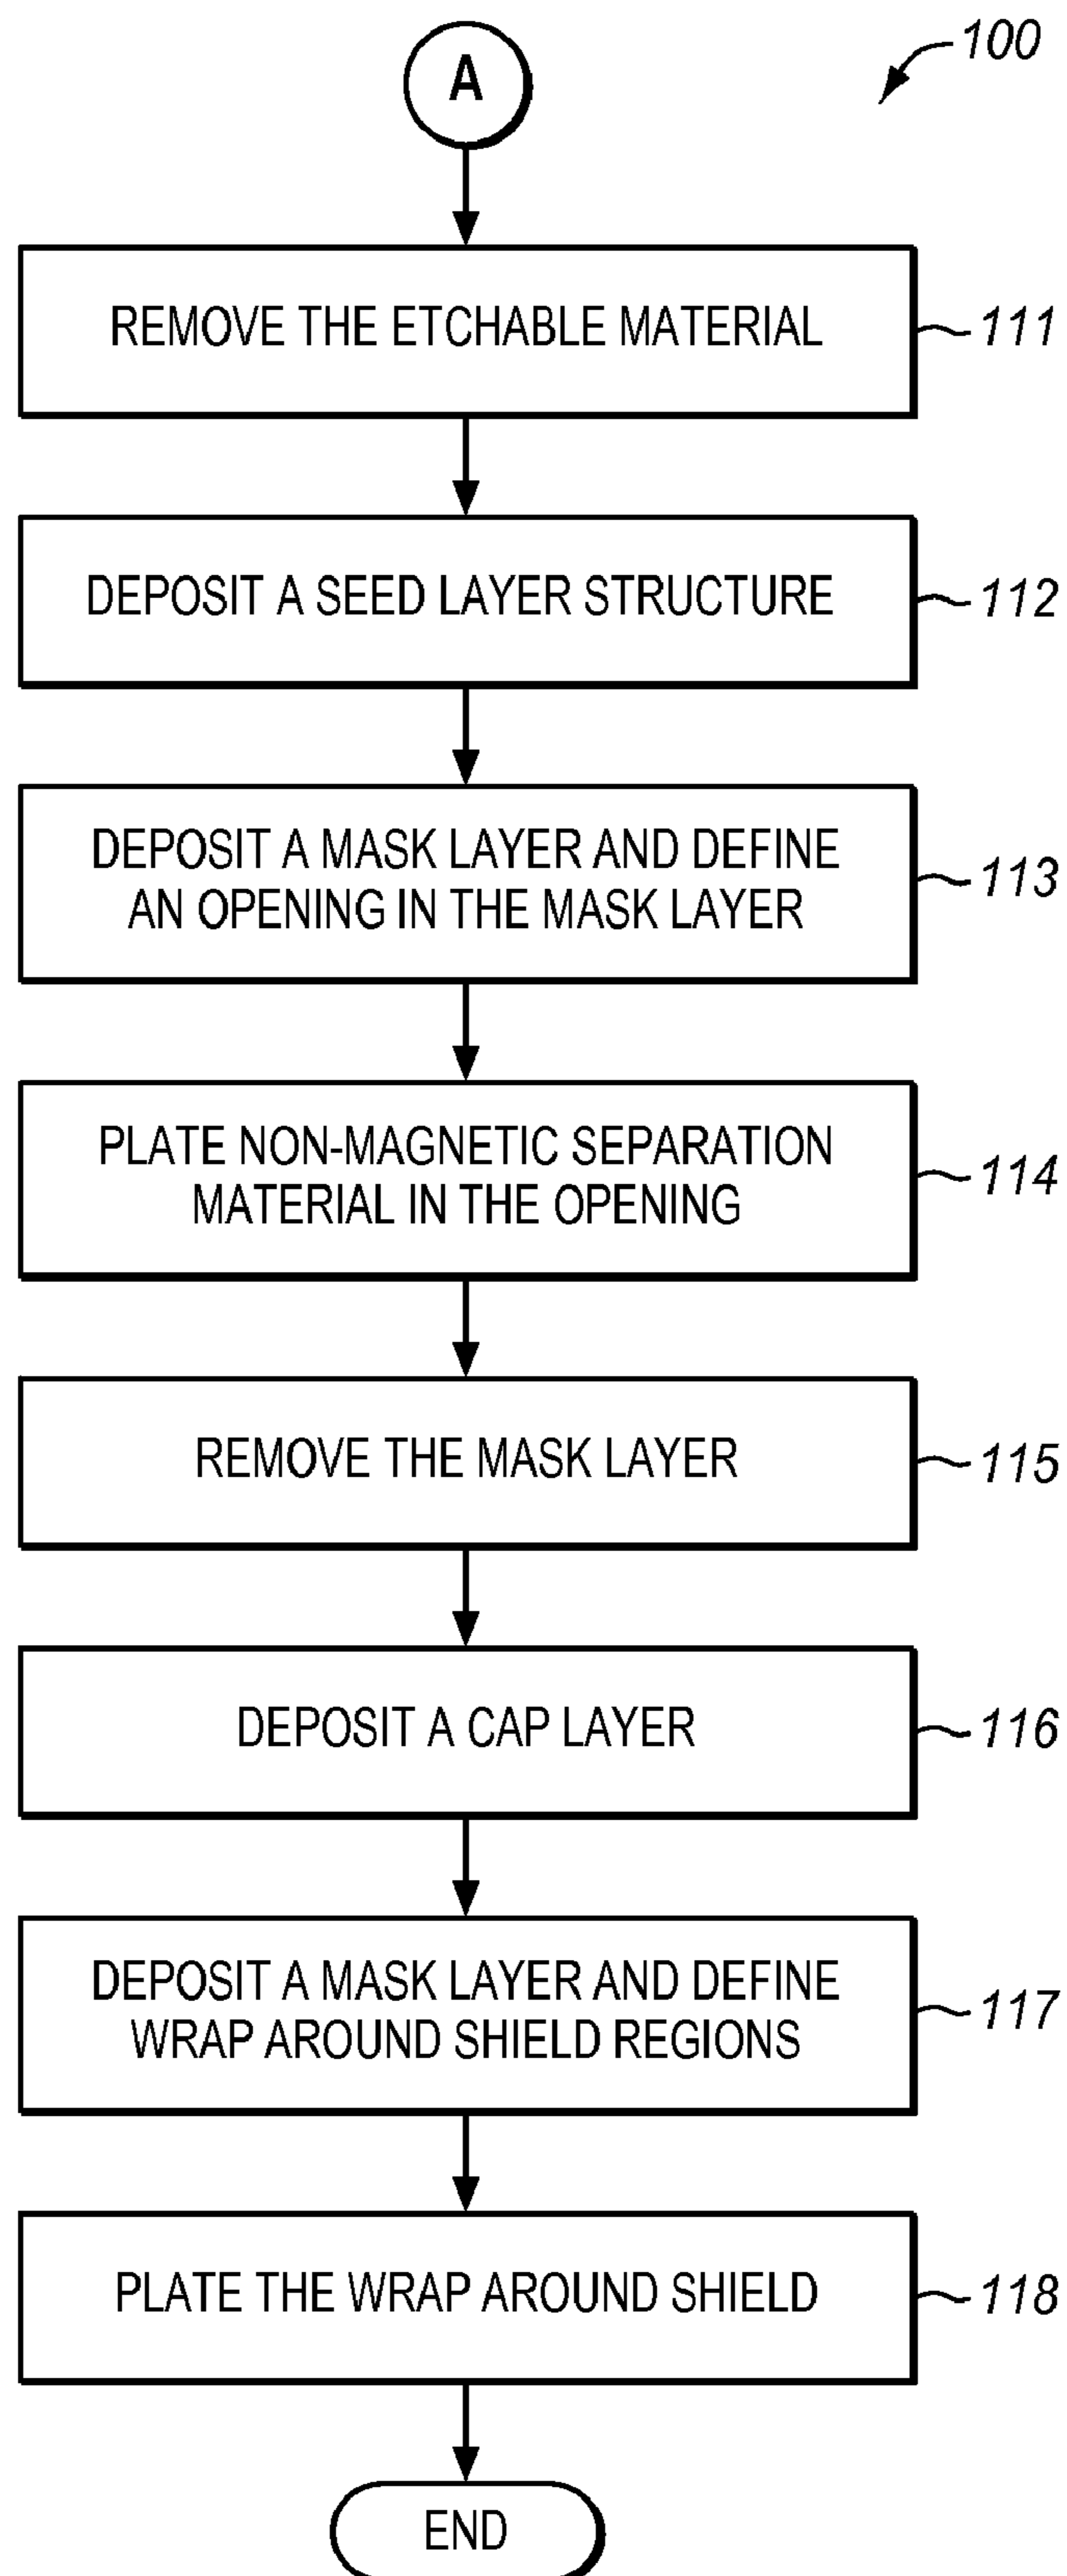 100
A
REMOVE THE ETCHABLE MATERIAL
111
DEPOSIT A SEED LAYER STRUCTURE
112
DEPOSIT A MASK LAYER AND DEFINE
AN OPENING IN THE MASK LAYER
113
PLATE NON-MAGNETIC SEPARATION
MATERIAL IN THE OPENING
114
REMOVE THE MASK LAYER
115
DEPOSIT A CAP LAYER
116
DEPOSIT A MASK LAYER AND DEFINE
WRAP AROUND SHIELD REGIONS
117
PLATE THE WRAP AROUND SHIELD
118
END